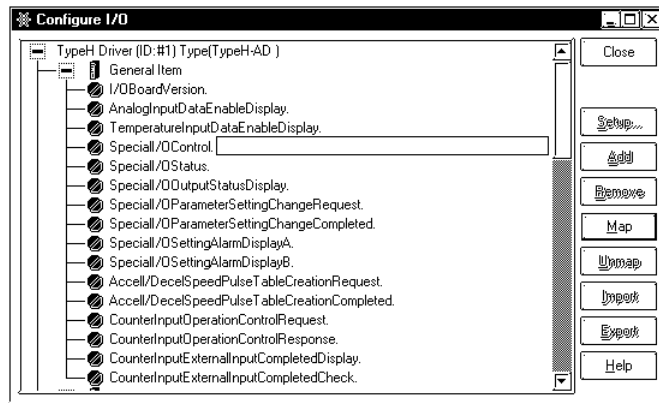 Configure I/O
TypeH Driver (ID:#1) Type(TypeH-AD )
General Item
I/OBoardVersion.
AnalogInputDataEnableDisplay.
TemperatureInputDataEnableDisplay.
SpecialI/OControl.
SpecialI/OStatus.
SpecialI/OOutputStatusDisplay.
SpecialI/OParameterSettingChangeRequest.
SpecialI/OParameterSettingChangeCompleted.
SpecialI/OSettingAlarmDisplayA.
SpecialI/OSettingAlarmDisplayB.
Accell/DecelSpeedPulseTableCreationRequest.
Accell/DecelSpeedPulseTableCreationCompleted.
CounterInputOperationControlRequest.
CounterInputOperationControlResponse.
CounterInputExternalInputCompletedDisplay.
CounterInputExternalInputCompletedCheck.
Close
Setup...
Add
Remove
Map
Unmap
Import
Export
Help